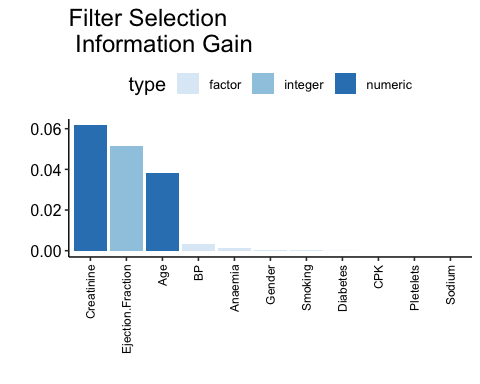 Filter Selection
Information Gain
type factor integer numeric
0.06
0.04
0.02
0.00
Creatinine
Ejection.Fraction
Age
BP
Anaemia
Gender
Smoking
Diabetes
CPK
Pletelets
Sodium